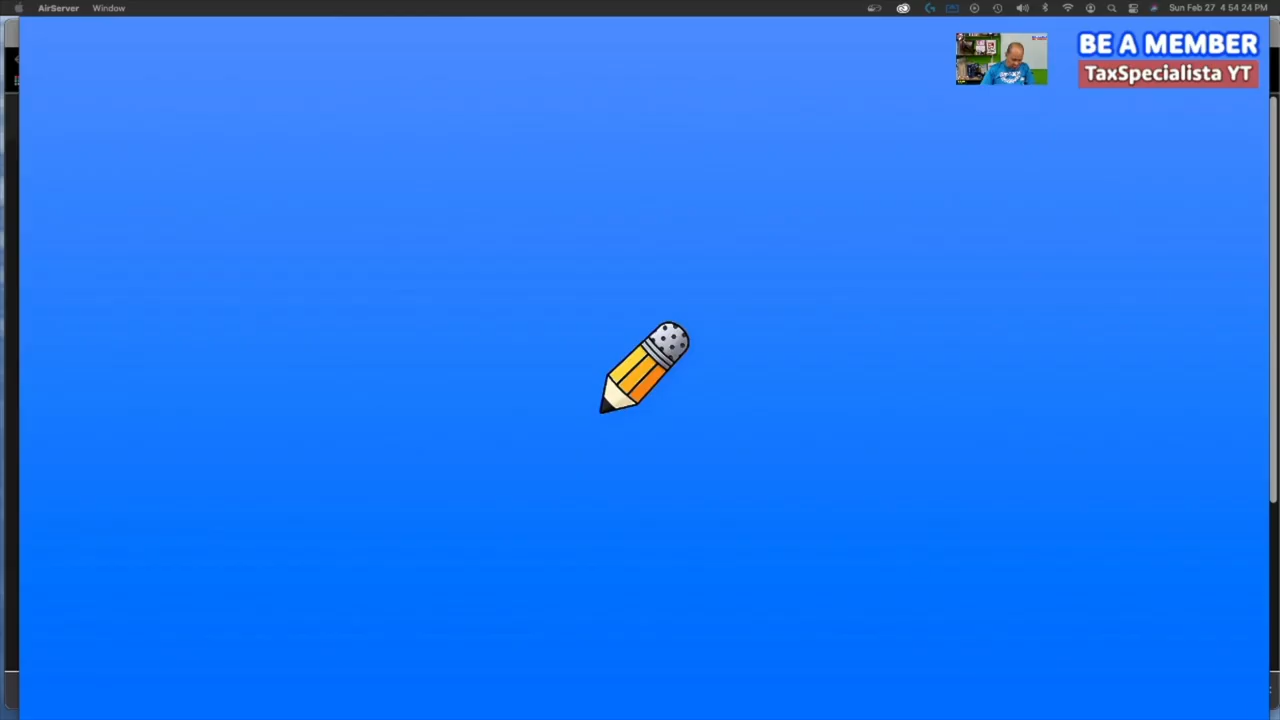 AirServer Window Sun Feb 27 4 54 24 PM
BE A MEMBER
TaxSpecialista YT